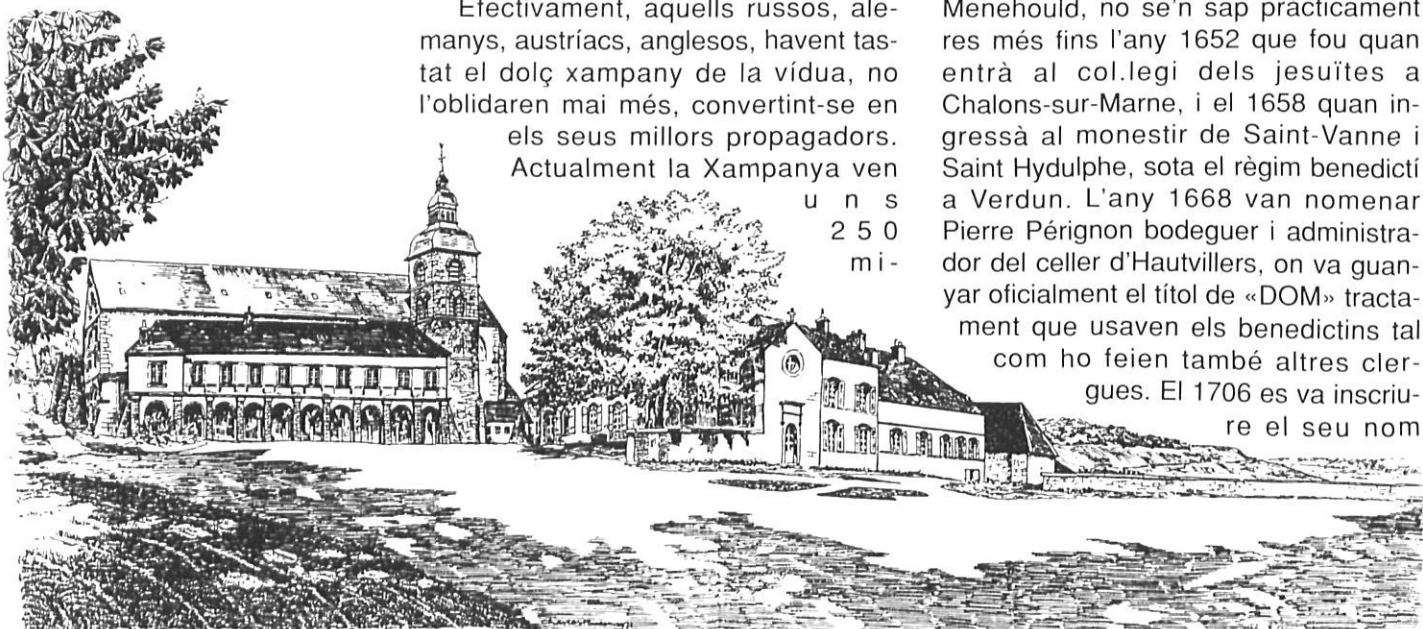 Efectivament, aquells russos, ale-
manys, austríacs, anglesos, havent tas-
tat el dolç xampany de la vídua, no
l'oblidaren mai més, convertint-se en
els seus millors propagadors.
Actualment la Xampanya ven
u n s
2 5 0
m i -
Menehould, no se'n sap pràcticament
res més fins l'any 1652 que fou quan
entrà al col.legi dels jesuïtes a
Chalons-sur-Marne, i el 1658 quan in-
gressà al monestir de Saint-Vanne i
Saint Hydulphe, sota el règim benedictí
a Verdun. L'any 1668 van nomenar
Pierre Pérignon bodeguer i administra-
dor del celler d'Hautvillers, on va guan-
yar oficialment el títol de «DOM» tracta-
ment que usaven els benedictins tal
com ho feien també altres cler-
gues. El 1706 es va inscriu-
re el seu nom